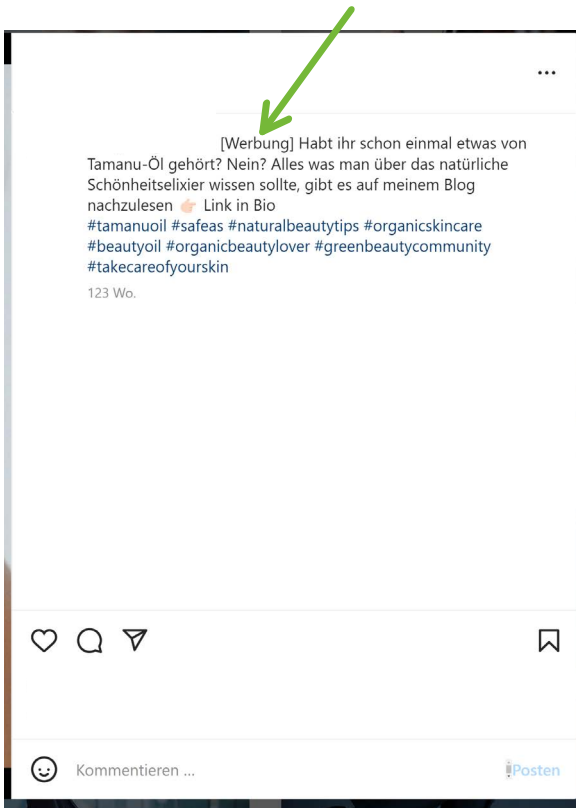 [Werbung] Habt ihr schon einmal etwas von
Tamanu-Öl gehört? Nein? Alles was man über das natürliche
Schönheitselixier wissen sollte, gibt es auf meinem Blog
nachzulesen 👉🏻 Link in Bio
#tamanuoil #safeas #naturalbeautytips #organicskincare
#beautyoil #organicbeautylover #greenbeautycommunity
#takecareofyourskin
123 Wo.
Kommentieren ...
Posten